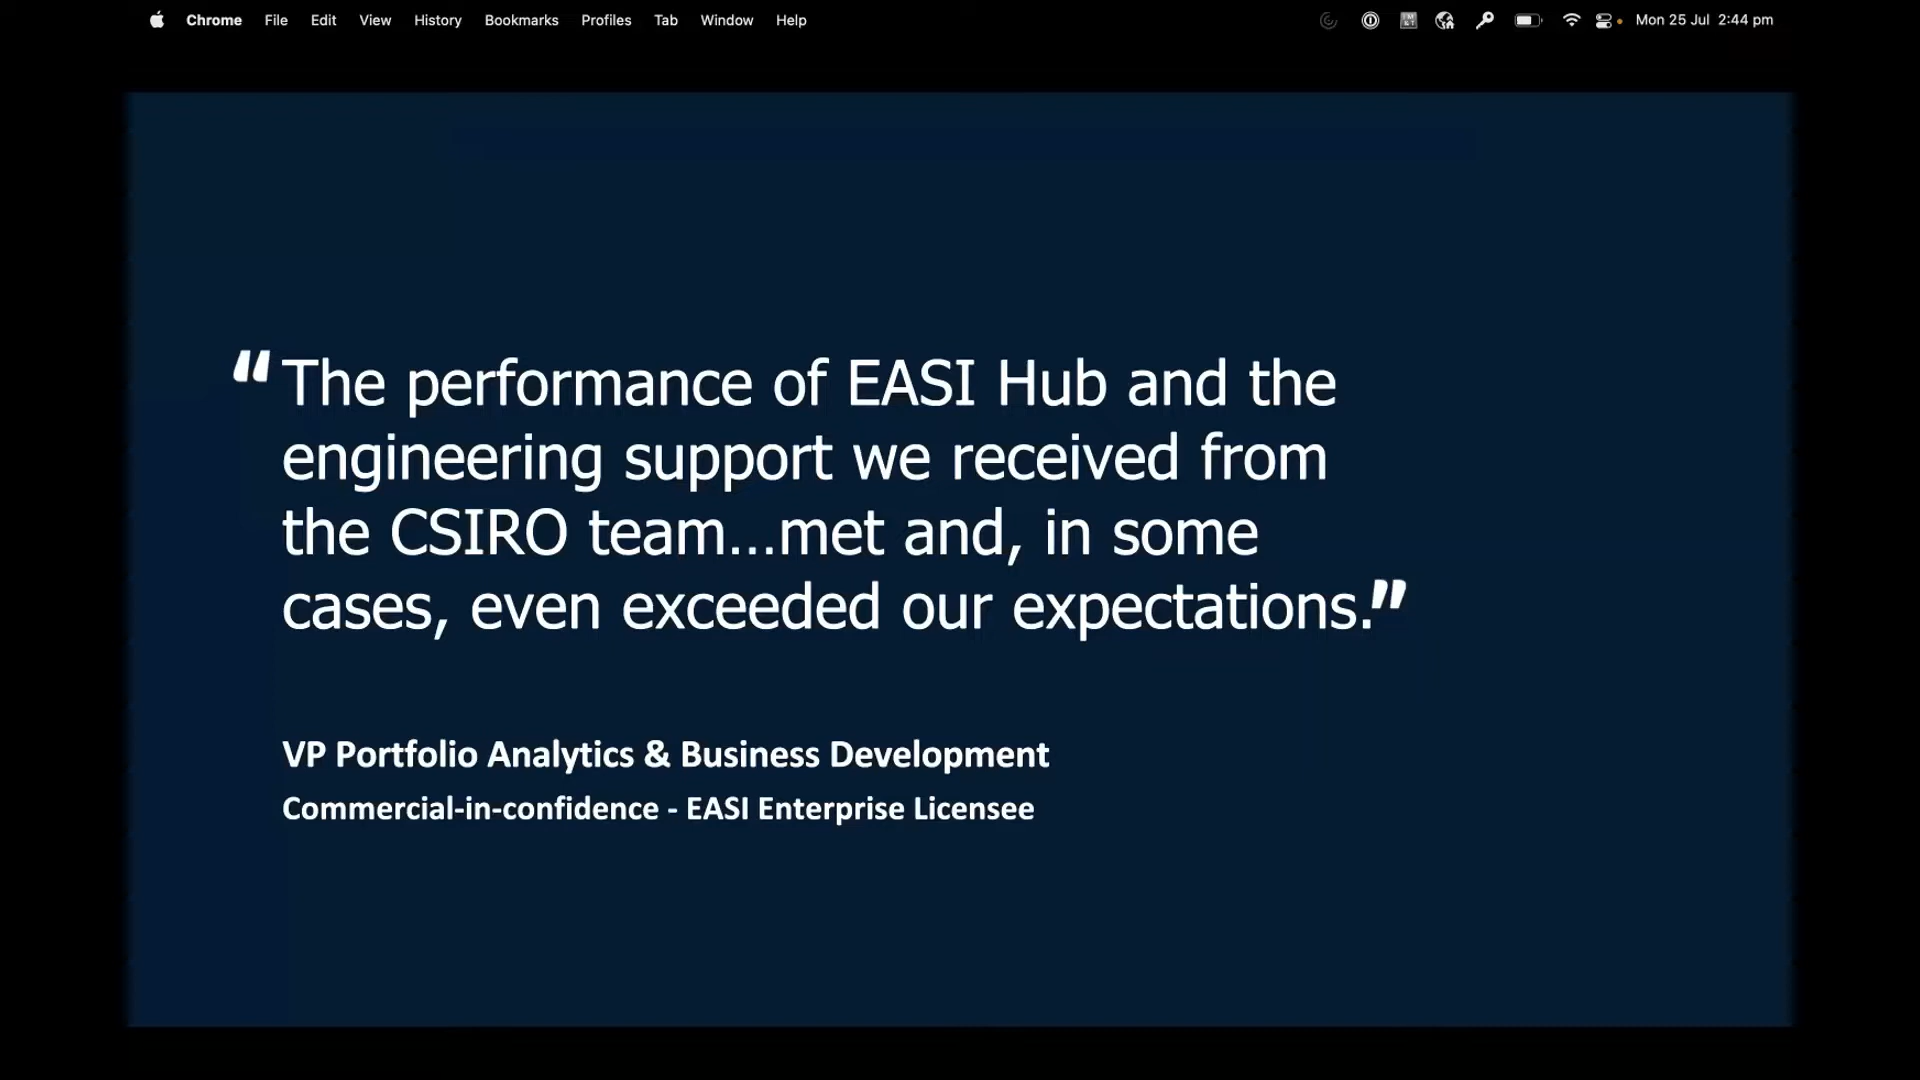 Chrome File Edit View History Bookmarks Profiles Tab Window Help Mon 25 Jul 2:44 pm
“The performance of EASI Hub and the
engineering support we received from
the CSIRO team...met and, in some
cases, even exceeded our expectations.”
VP Portfolio Analytics & Business Development
Commercial-in-confidence - EASI Enterprise Licensee